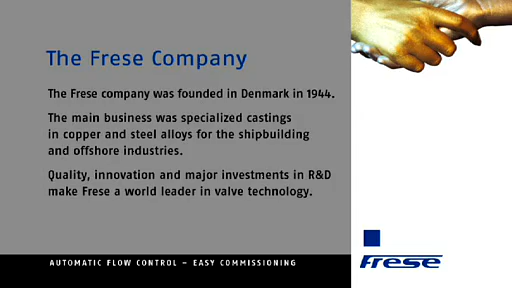 The Frese Company
The Frese company was founded in Denmark in 1944.
The main business was specialized castings
in copper and steel alloys for the shipbuilding
and offshore industries.
Quality, innovation and major investments in R&D
make Frese a world leader in valve technology.
AUTOMATIC FLOW CONTROL – EASY COMMISSIONING
Frese